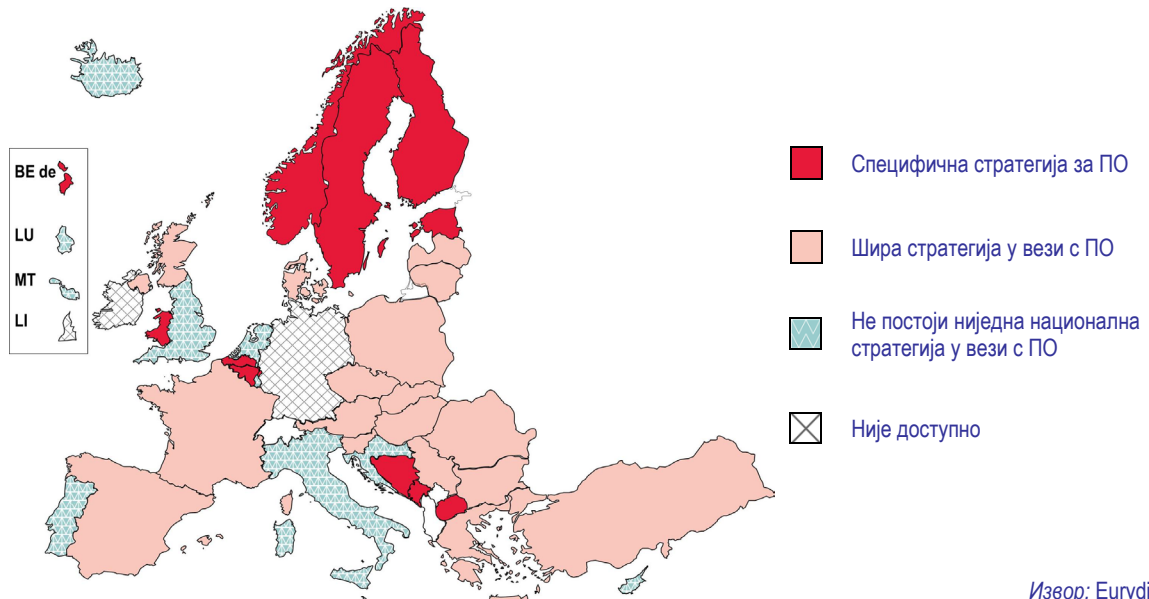 BE de
LU
MT
LI
Специфична стратегија за ПО
Шира стратегија у вези с ПО
Не постоји ниједна национална
стратегија у вези с ПО
Није доступно
Извор: Eurydi